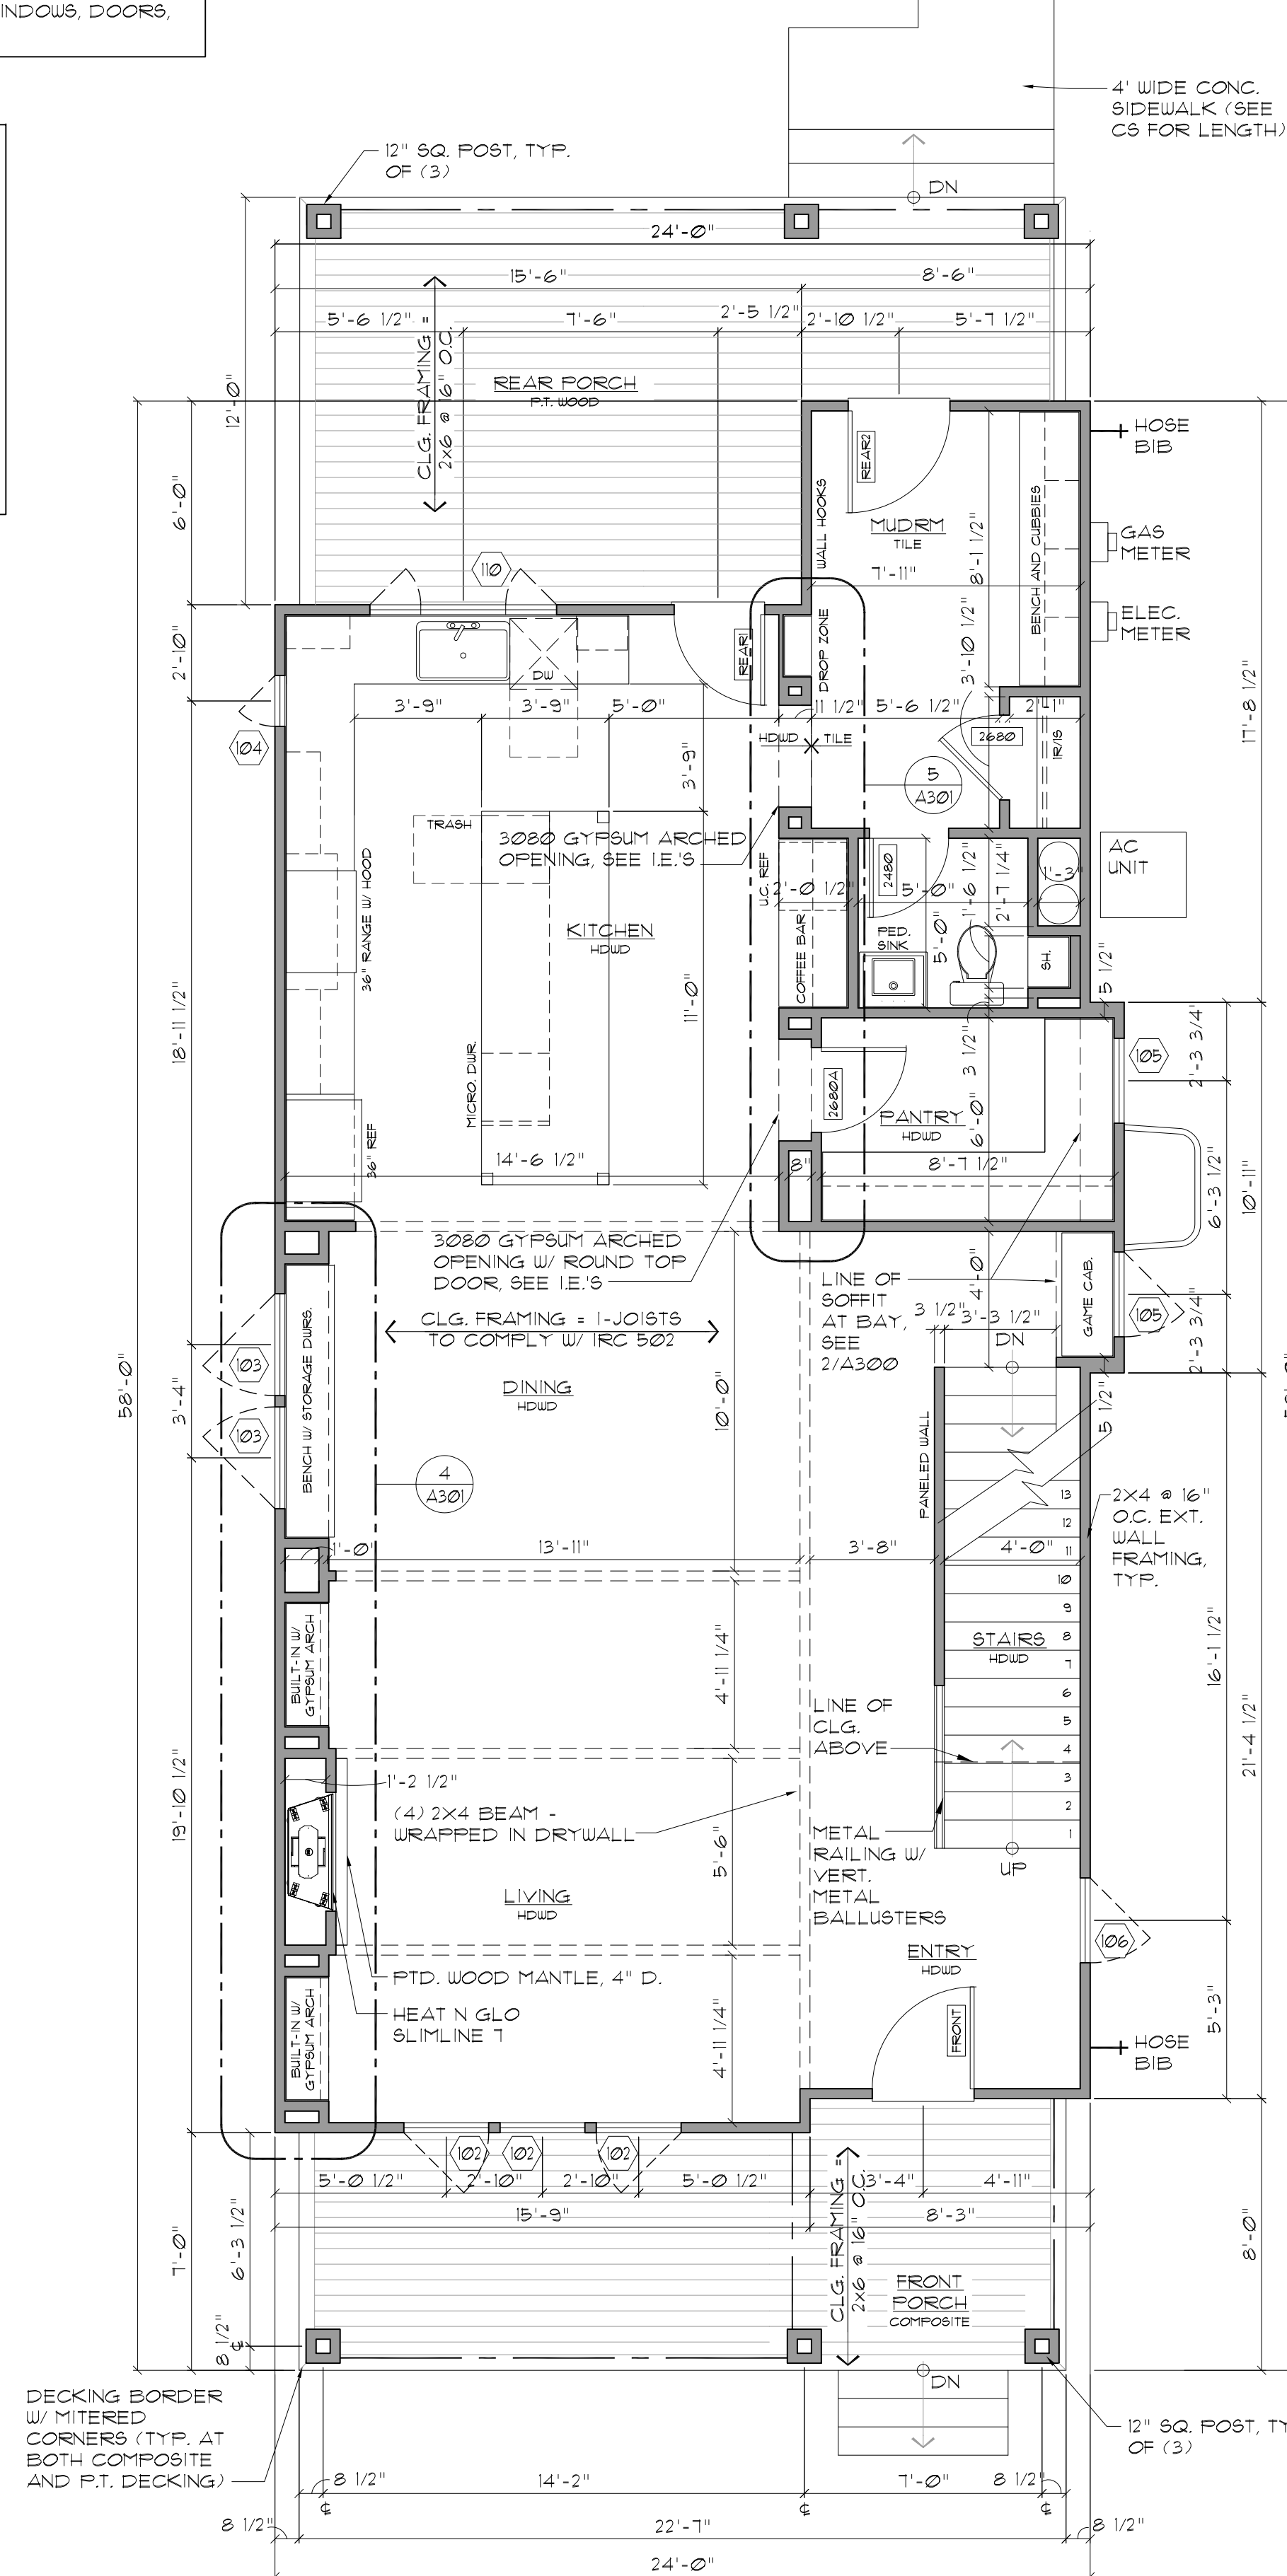 INDOWS, DOORS,
4' WIDE CONC.
SIDEWALK (SEE
CS FOR LENGTH)
12" SQ. POST, TYP.
OF (3)
DN
24'-0"
15'-6"
8'-6"
5'-6 1/2"
7'-6"
2'-5 1/2"
2'-10 1/2"
5'-7 1/2"
CLG. FRAMING =
2x6 @ 16" O.C.
REAR PORCH
P.T. WOOD
12'-0"
6'-0"
REAR2
HOSE
BIB
WALL HOOKS
MUDRM
TILE
7'-11"
8'-1 1/2"
BENCH AND CUBBIES
GAS
METER
ELEC.
METER
110
2'-10"
REAR1
DROP ZONE
3'-10 1/2"
DW
3'-9"
3'-9"
5'-0"
11 1/2"
5'-6 1/2"
2'-1"
17'-8 1/2"
104
HDWD
TILE
2680
1R/1S
3'-9"
5
A301
TRASH
3080 GYPSUM ARCHED
OPENING, SEE I.E.'S
U.C. REF
2480
1'-6 1/2"
2'-7 1/4"
1'-3"
AC
UNIT
36" RANGE W/ HOOD
2'-0 1/2"
5'-0"
KITCHEN
HDWD
COFFEE BAR
PED.
SINK
5'-0"
SH.
5 1/2"
18'-11 1/2"
11'-0"
MICRO. DWR.
3 1/2"
105
2'-3 3/4"
2680A
PANTRY
HDWD
6'-0"
36" REF
14'-6 1/2"
8"
8'-7 1/2"
6'-3 1/2"
10'-11"
3080 GYPSUM ARCHED
OPENING W/ ROUND TOP
DOOR, SEE I.E.'S
LINE OF
SOFFIT
AT BAY,
SEE
2/A300
4'-0"
3 1/2"
3'-3 1/2"
GAME CAB.
105
2'-3 3/4"
CLG. FRAMING = I-JOISTS
TO COMPLY W/ IRC 502
DN
58'-0"
3'-4"
103
103
BENCH W/ STORAGE DWRS.
DINING
HDWD
10'-0"
PANELED WALL
5 1/2"
4
A301
13
12
11
10
9
8
7
6
5
4
3
2
1
2X4 @ 16"
O.C. EXT.
WALL
FRAMING,
TYP.
1'-0"
13'-11"
3'-8"
4'-0"
BUILT-IN W/
GYPSUM ARCH
4'-11 1/4"
STAIRS
HDWD
16'-1 1/2"
21'-4 1/2"
LINE OF
CLG.
ABOVE
19'-10 1/2"
1'-2 1/2"
(4) 2X4 BEAM -
WRAPPED IN DRYWALL
5'-6"
METAL
RAILING W/
VERT.
METAL
BALLUSTERS
UP
LIVING
HDWD
ENTRY
HDWD
106
PTD. WOOD MANTLE, 4" D.
HEAT N GLO
SLIMLINE 7
BUILT-IN W/
GYPSUM ARCH
4'-11 1/4"
FRONT
5'-3"
HOSE
BIB
102
102
102
5'-0 1/2"
2'-10"
2'-10"
5'-0 1/2"
3'-4"
4'-11"
15'-9"
8'-3"
7'-0"
6'-3 1/2"
8 1/2"
CLG. FRAMING =
2x6 @ 16" O.C.
FRONT
PORCH
COMPOSITE
8'-0"
DN
DECKING BORDER
W/ MITERED
CORNERS (TYP. AT
BOTH COMPOSITE
AND P.T. DECKING)
12" SQ. POST, TY
OF (3)
8 1/2"
14'-2"
7'-0"
8 1/2"
8 1/2"
22'-7"
8 1/2"
24'-0"